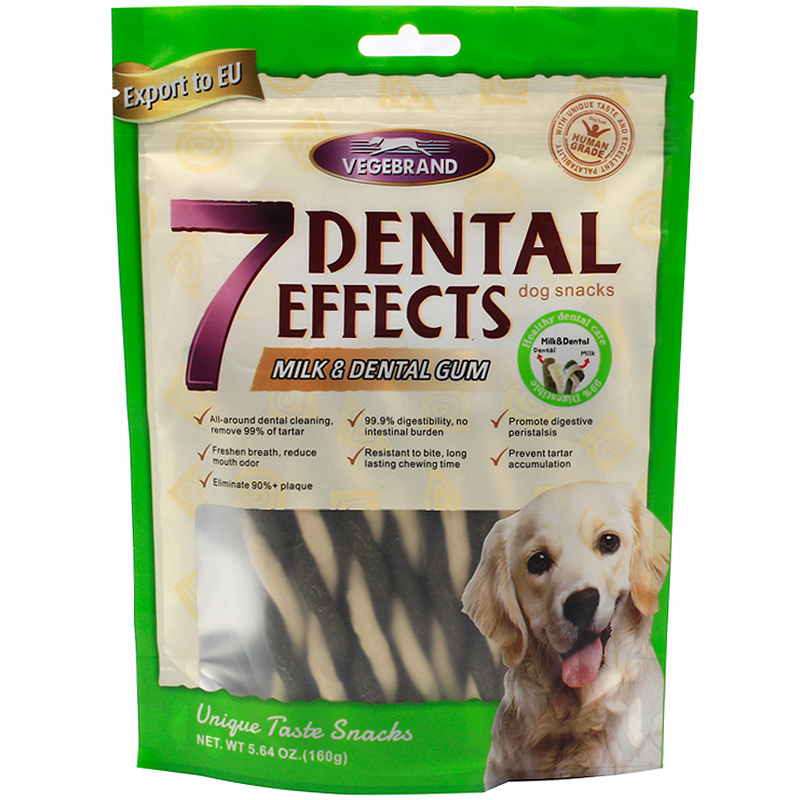 Export to EU
WITH UNIQUE TASTE AND EXCELLENT PALATABILITY
HUMAN
GRADE
VEGEBRAND
7 DENTAL
EFFECTS
dog snacks
MILK & DENTAL GUM
Healthy dental care
Milk&Dental
Dental
Milk
99% Digestible
All-around dental cleaning,
remove 99% of tartar
Freshen breath, reduce
mouth odor
Eliminate 90%+ plaque
99.9% digestibility, no
intestinal burden
Resistant to bite, long
lasting chewing time
Promote digestive
peristalsis
Prevent tartar
accumulation
Unique Taste Snacks
NET. WT 5.64 OZ.(160g)